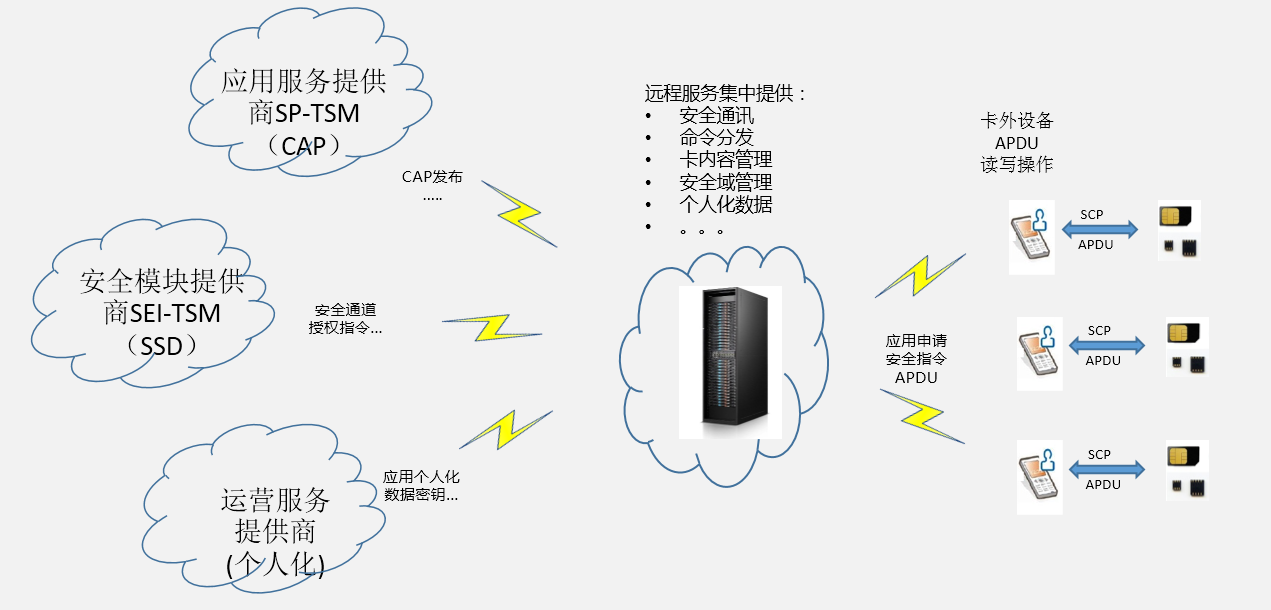 应用服务提供
商SP-TSM
（CAP）
CAP发布
.....
安全模块提供
商SEI-TSM
（SSD）
安全通道
授权指令...
运营服务
提供商
(个人化)
应用个人化
数据密钥...
远程服务集中提供：
• 安全通讯
• 命令分发
• 卡内容管理
• 安全域管理
• 个人化数据
• 。。。
应用申请
安全指令
APDU
卡外设备
APDU
读写操作
SCP
APDU
SCP
APDU
SCP
APDU